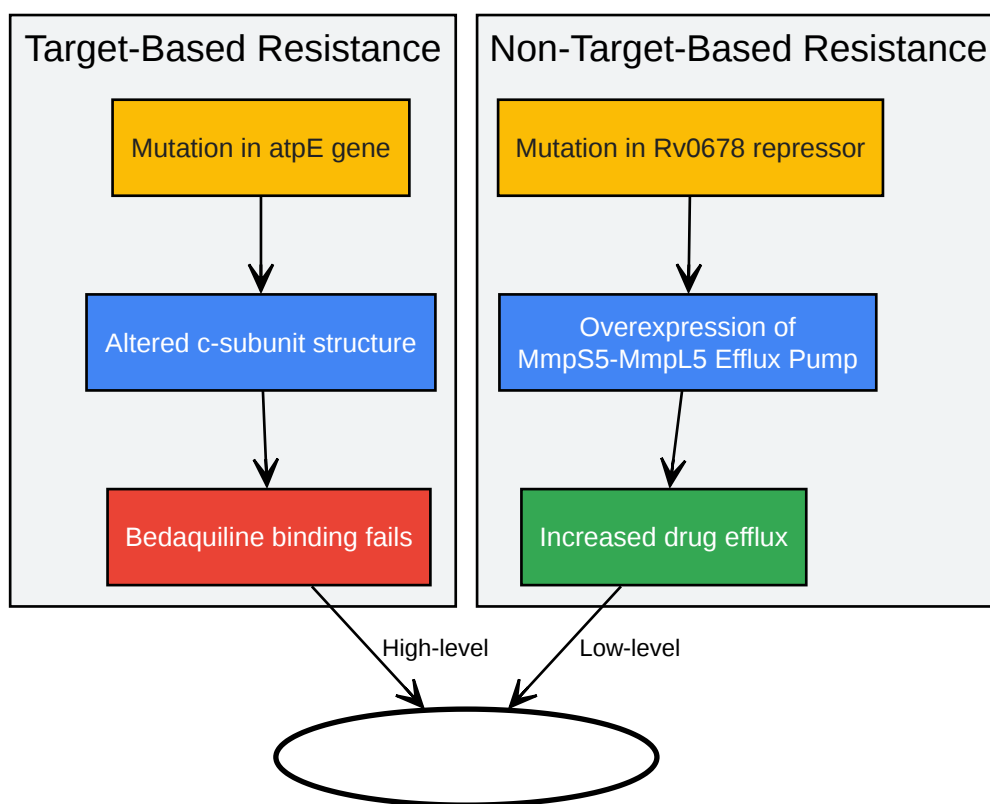 Target-Based Resistance
Mutation in atpE gene
Altered c-subunit structure
Bedaquiline binding fails
High-level
Non-Target-Based Resistance
Mutation in Rv0678 repressor
Overexpression of
MmpS5-MmpL5 Efflux Pump
Increased drug efflux
Low-level